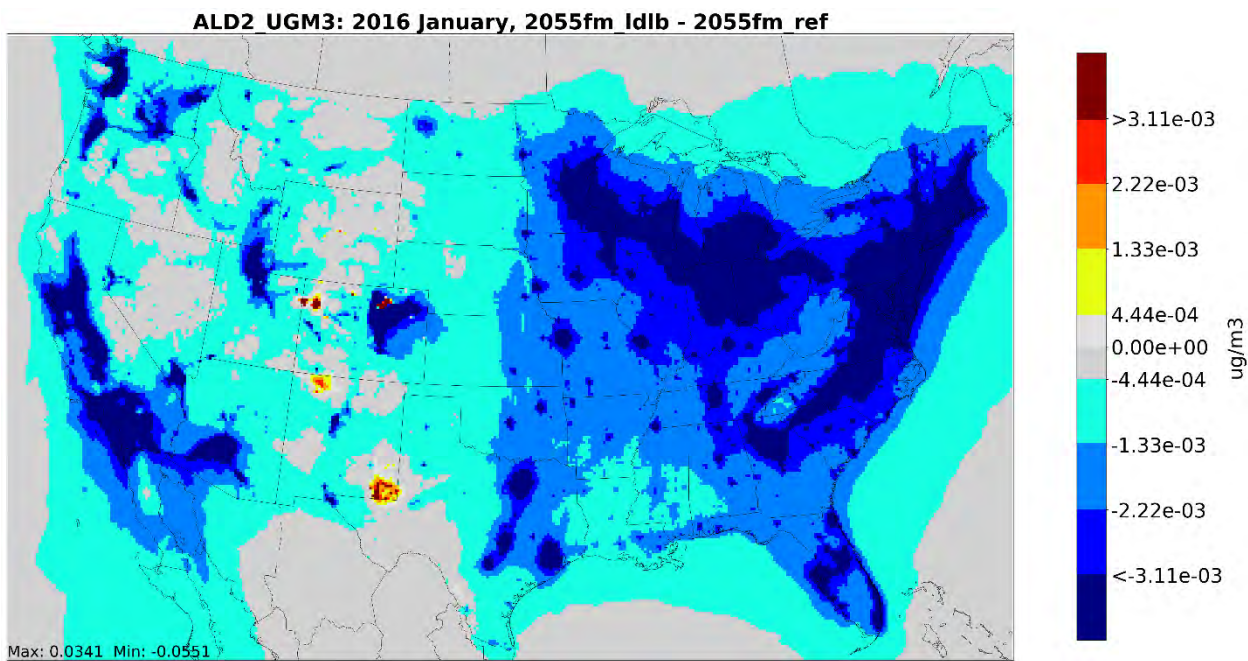 ALD2_UGM3: 2016 January, 2055fm_ldlb - 2055fm_ref
>3.11e-03
2.22e-03
1.33e-03
4.44e-04
0.00e+00
-4.44e-04
-1.33e-03
-2.22e-03
<-3.11e-03
ug/m3
Max: 0.0341 Min: -0.0551